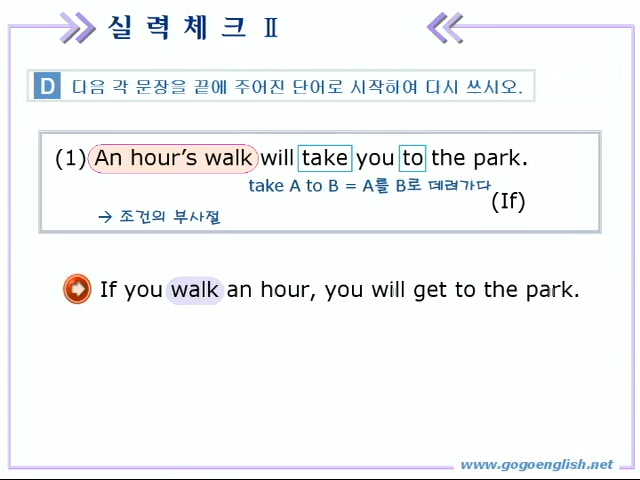 실 력 체 크 Ⅱ
D 다음 각 문장을 끝에 주어진 단어로 시작하여 다시 쓰시오.
(1) An hour's walk will take you to the park.
take A to B = A를 B로 데려가다
(If)
→ 조건의 부사절
If you walk an hour, you will get to the park.
www.gogoenglish.net